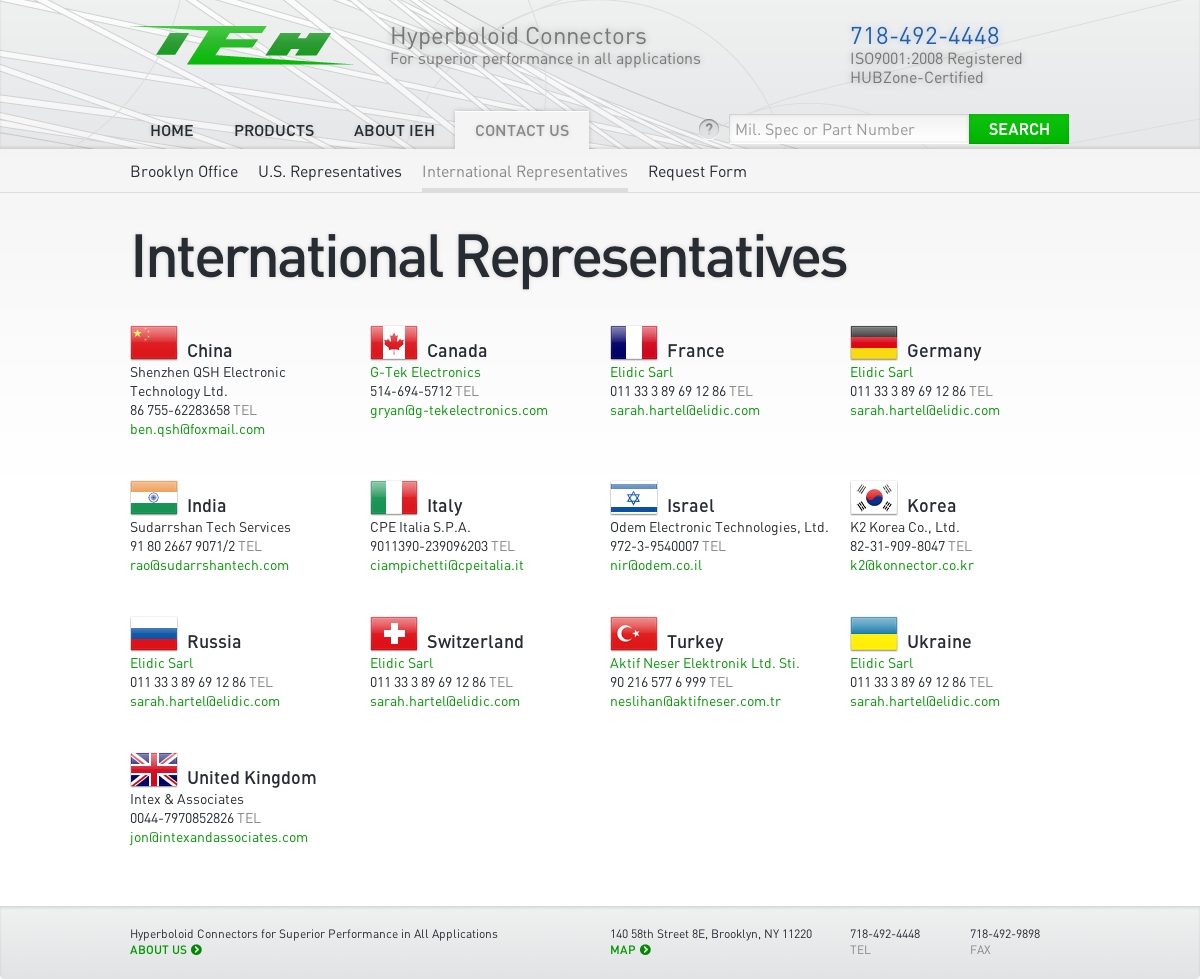 IEH
Hyperboloid Connectors
For superior performance in all applications
718-492-4448
ISO9001:2008 Registered
HUBZone-Certified
HOME PRODUCTS ABOUT IEH CONTACT US
? Mil. Spec or Part Number SEARCH
Brooklyn Office U.S. Representatives International Representatives Request Form
International Representatives
China
Shenzhen QSH Electronic
Technology Ltd.
86 755-62283658 TEL
ben.qsh@foxmail.com
Canada
G-Tek Electronics
514-694-5712 TEL
gryan@g-tekelectronics.com
France
Elidic Sarl
011 33 3 89 69 12 86 TEL
sarah.hartel@elidic.com
Germany
Elidic Sarl
011 33 3 89 69 12 86 TEL
sarah.hartel@elidic.com
India
Sudarrshan Tech Services
91 80 2667 9071/2 TEL
rao@sudarrshantech.com
Italy
CPE Italia S.P.A.
9011390-239096203 TEL
ciampichetti@cpeitalia.it
Israel
Odem Electronic Technologies, Ltd.
972-3-9540007 TEL
nir@odem.co.il
Korea
K2 Korea Co., Ltd.
82-31-909-8047 TEL
k2@konnector.co.kr
Russia
Elidic Sarl
011 33 3 89 69 12 86 TEL
sarah.hartel@elidic.com
Switzerland
Elidic Sarl
011 33 3 89 69 12 86 TEL
sarah.hartel@elidic.com
Turkey
Aktif Neser Elektronik Ltd. Sti.
90 216 577 6 999 TEL
neslihan@aktifneser.com.tr
Ukraine
Elidic Sarl
011 33 3 89 69 12 86 TEL
sarah.hartel@elidic.com
United Kingdom
Intex & Associates
0044-7970852826 TEL
jon@intexandassociates.com
Hyperboloid Connectors for Superior Performance in All Applications
ABOUT US
140 58th Street 8E, Brooklyn, NY 11220
MAP
718-492-4448
TEL
718-492-9898
FAX